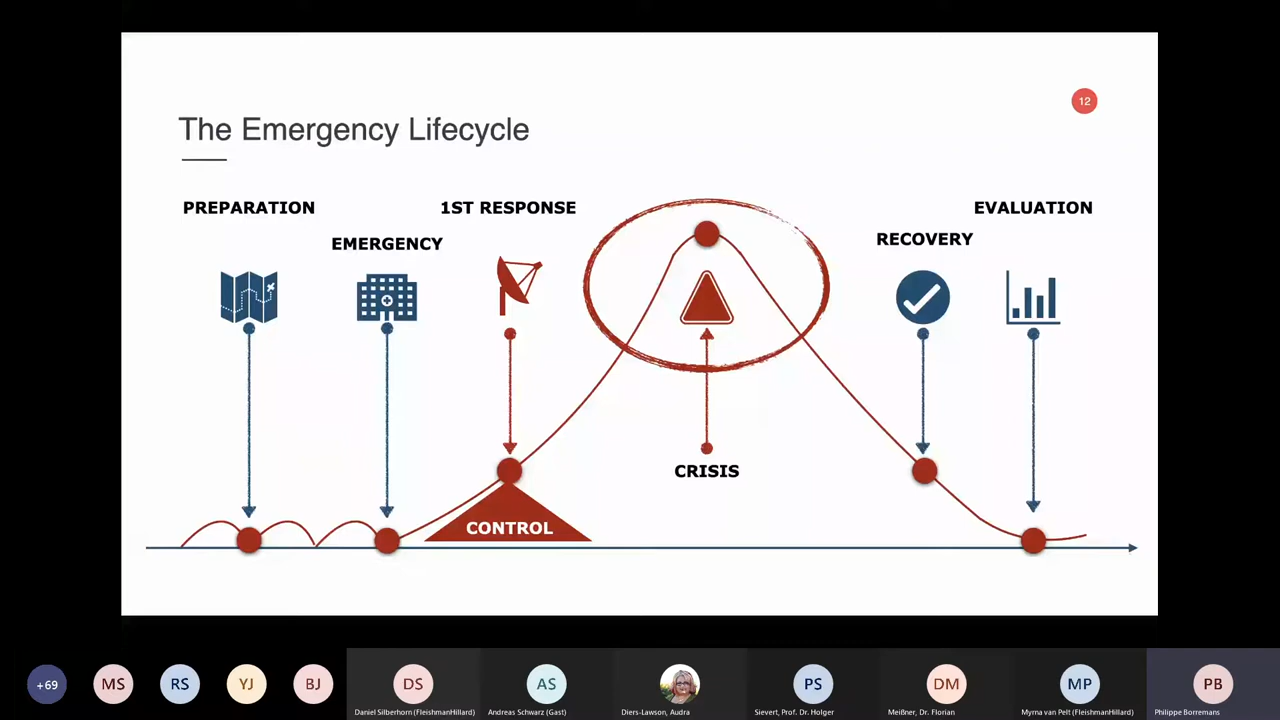 12
The Emergency Lifecycle
PREPARATION
EMERGENCY
1ST RESPONSE
RECOVERY
EVALUATION
CRISIS
CONTROL
+69
MS
RS
YJ
BJ
DS
AS
PS
DM
MP
PB
Daniel Silberhorn (FleishmanHillard)
Andreas Schwarz (Gast)
Diers-Lawson, Audra
Sievert, Prof. Dr. Holger
Meißner, Dr. Florian
Myrna van Pelt (FleishmanHillard)
Philippe Borremans